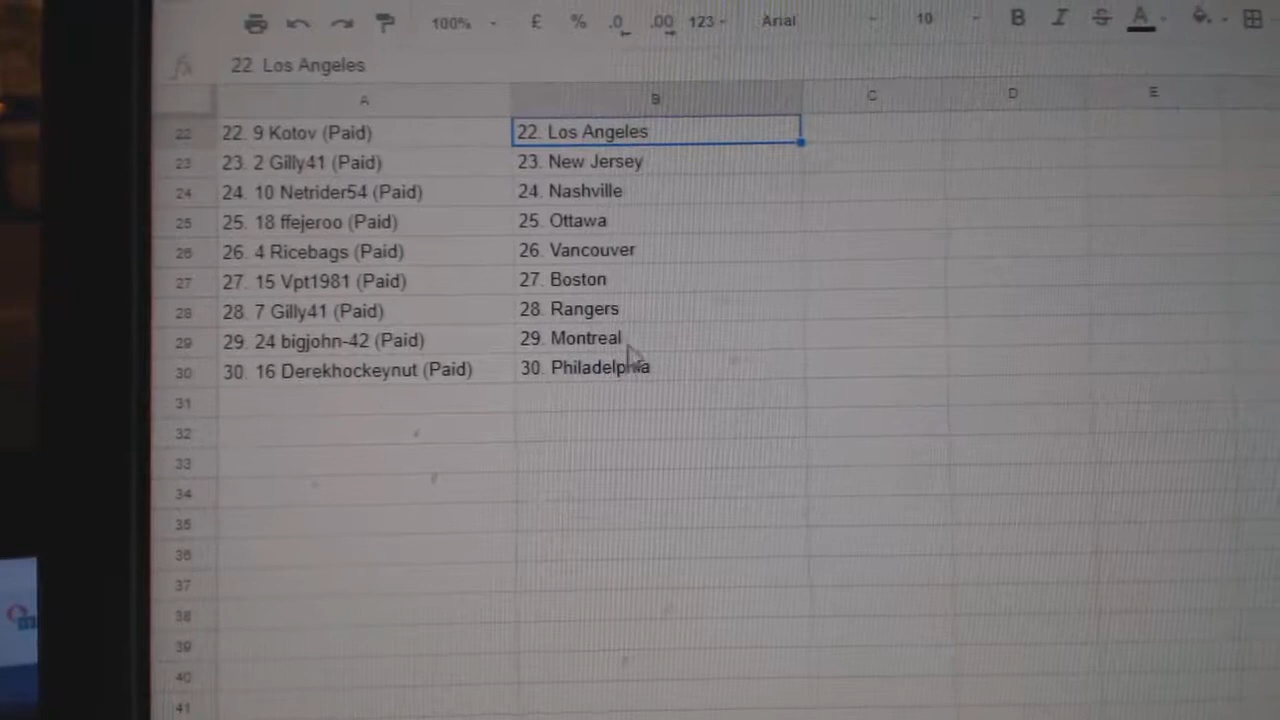 100% £ % .0 .00 123 Arial 10 B I S A
fx 22. Los Angeles
A B C D E
22 22. 9 Kotov (Paid) 22. Los Angeles
23 23. 2 Gilly41 (Paid) 23. New Jersey
24 24. 10 Netrider54 (Paid) 24. Nashville
25 25. 18 ffejeroo (Paid) 25. Ottawa
26 26. 4 Ricebags (Paid) 26. Vancouver
27 27. 15 Vpt1981 (Paid) 27. Boston
28 28. 7 Gilly41 (Paid) 28. Rangers
29 29. 24 bigjohn-42 (Paid) 29. Montreal
30 30. 16 Derekhockeynut (Paid) 30. Philadelphia
31
32
33
34
35
36
37
38
39
40
41